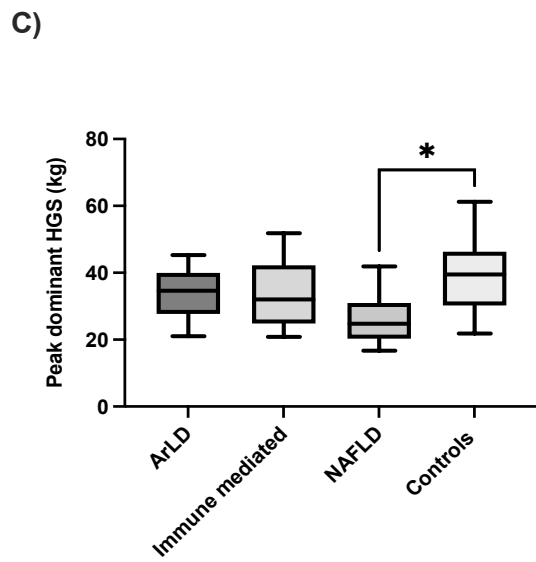 C)
Peak dominant HGS (kg)
80
60
40
20
0
*
ArLD
Immune mediated
NAFLD
Controls